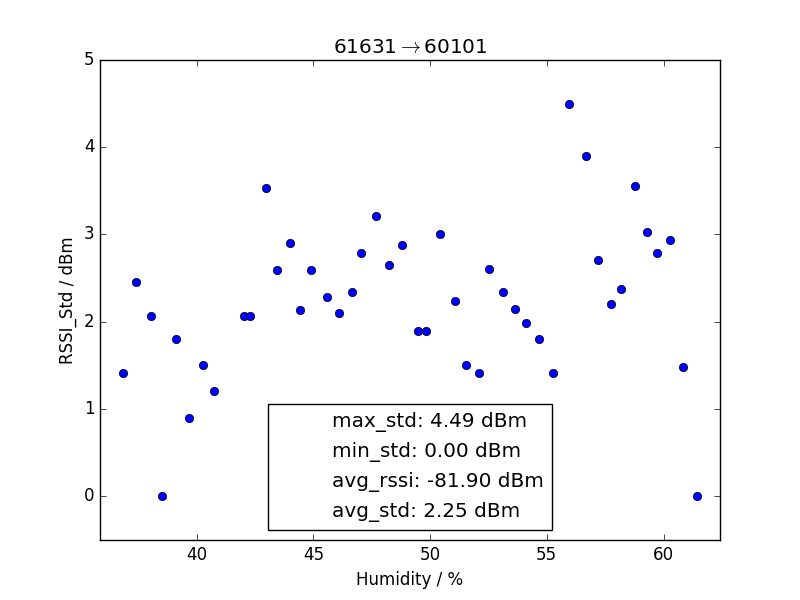 61631→60101
5
4
3
2
1
0
RSSI_Std / dBm
max_std: 4.49 dBm
min_std: 0.00 dBm
avg_rssi: -81.90 dBm
avg_std: 2.25 dBm
40 45 50 55 60
Humidity / %